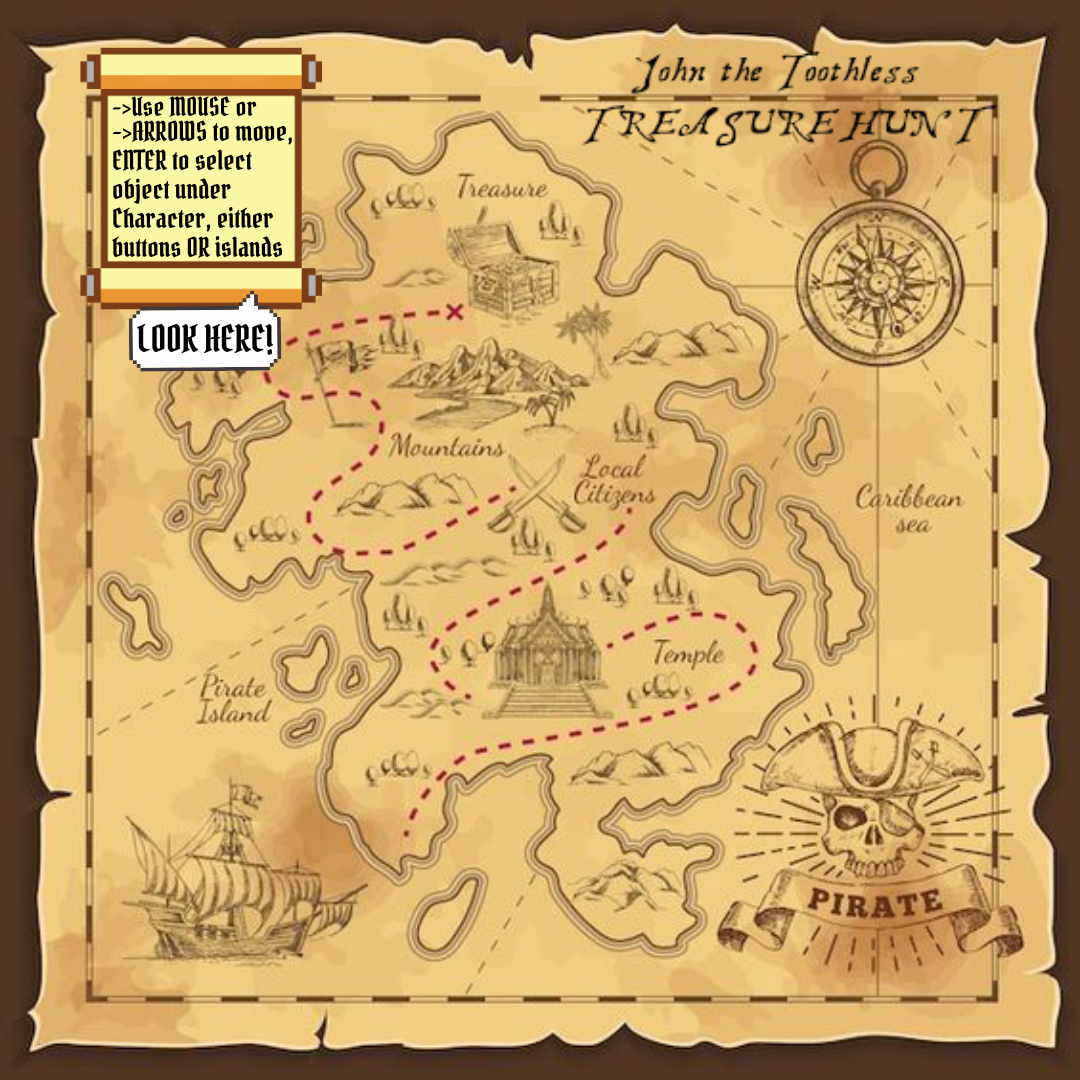 John the Toothless
TREASURE HUNT
->Use MOUSE or
->ARROWS to move,
ENTER to select
object under
Character, either
buttons OR islands
LOOK HERE!
Treasure
N
W
S
Mountains
Local
Citizens
Caribbean
sea
Temple
Pirate
Island
PIRATE